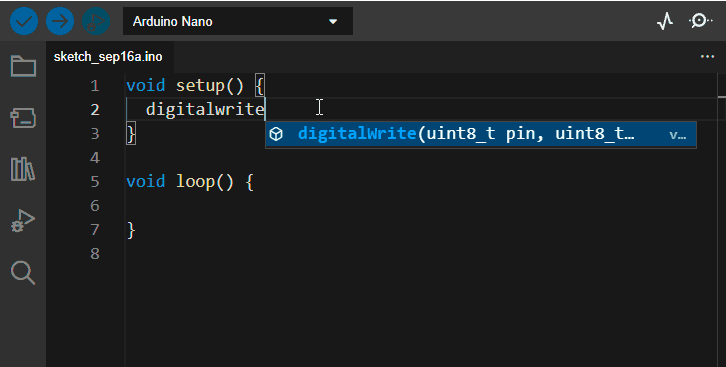 Arduino Nano
sketch_sep16a.ino
1 void setup() {
2   digitalwrite
digitalWrite(uint8_t pin, uint8_t… v…
3 }
4
5 void loop() {
6
7 }
8